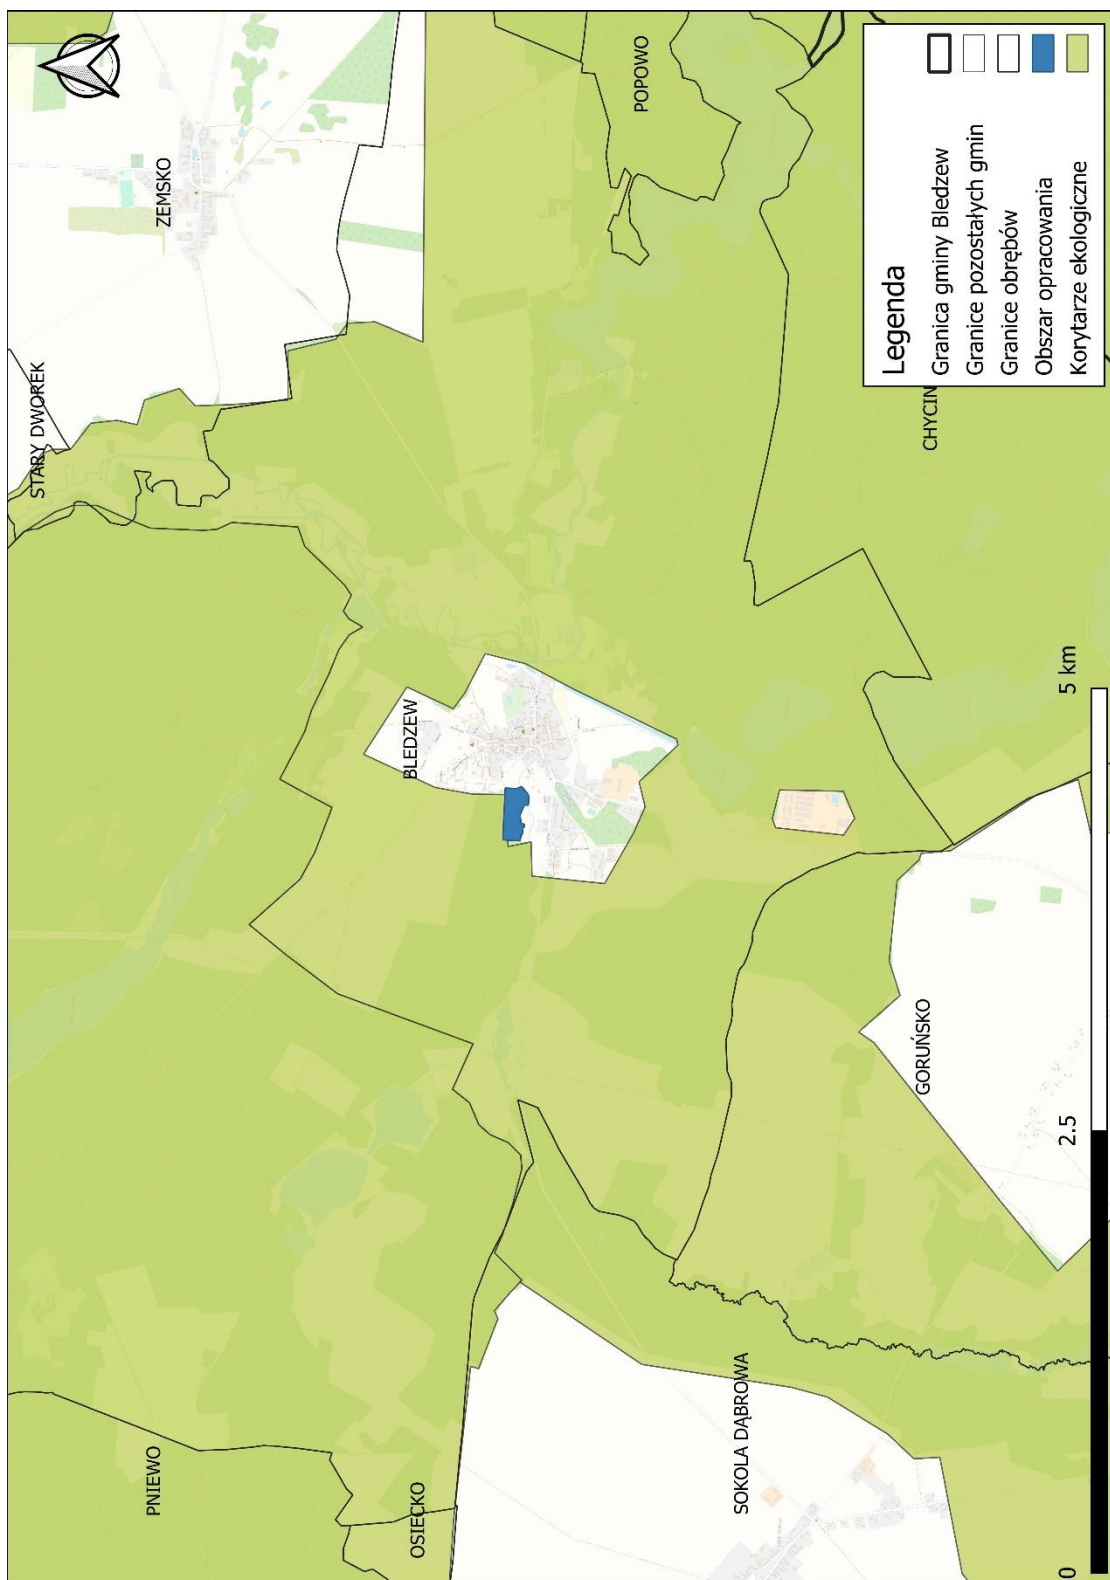 STARY DWOREK
ZEMSKO
POPOWO
BLEDZEW
CHYCIN
PNIEWO
OSIECKO
SOKOLA DĄBROWA
GORUŃSKO
Legenda
Granica gminy Bledzew
Granice pozostałych gmin
Granice obrębów
Obszar opracowania
Korytarze ekologiczne
0
2.5
5 km